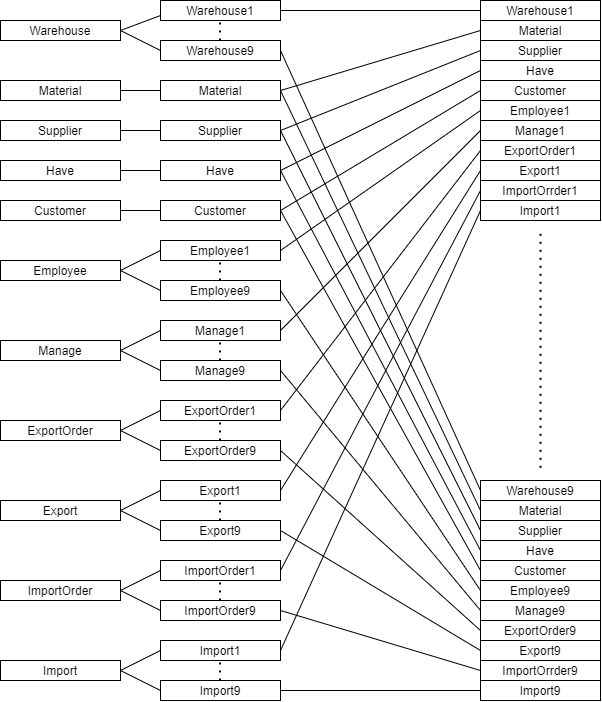 Warehouse
Material
Supplier
Have
Customer
Employee
Manage
ExportOrder
Export
ImportOrder
Import
Warehouse1
Warehouse9
Material
Supplier
Have
Customer
Employee1
Employee9
Manage1
Manage9
ExportOrder1
ExportOrder9
Export1
Export9
ImportOrder1
ImportOrder9
Import1
Import9
Warehouse1
Material
Supplier
Have
Customer
Employee1
Manage1
ExportOrder1
Export1
ImportOrrder1
Import1
Warehouse9
Material
Supplier
Have
Customer
Employee9
Manage9
ExportOrder9
Export9
ImportOrrder9
Import9